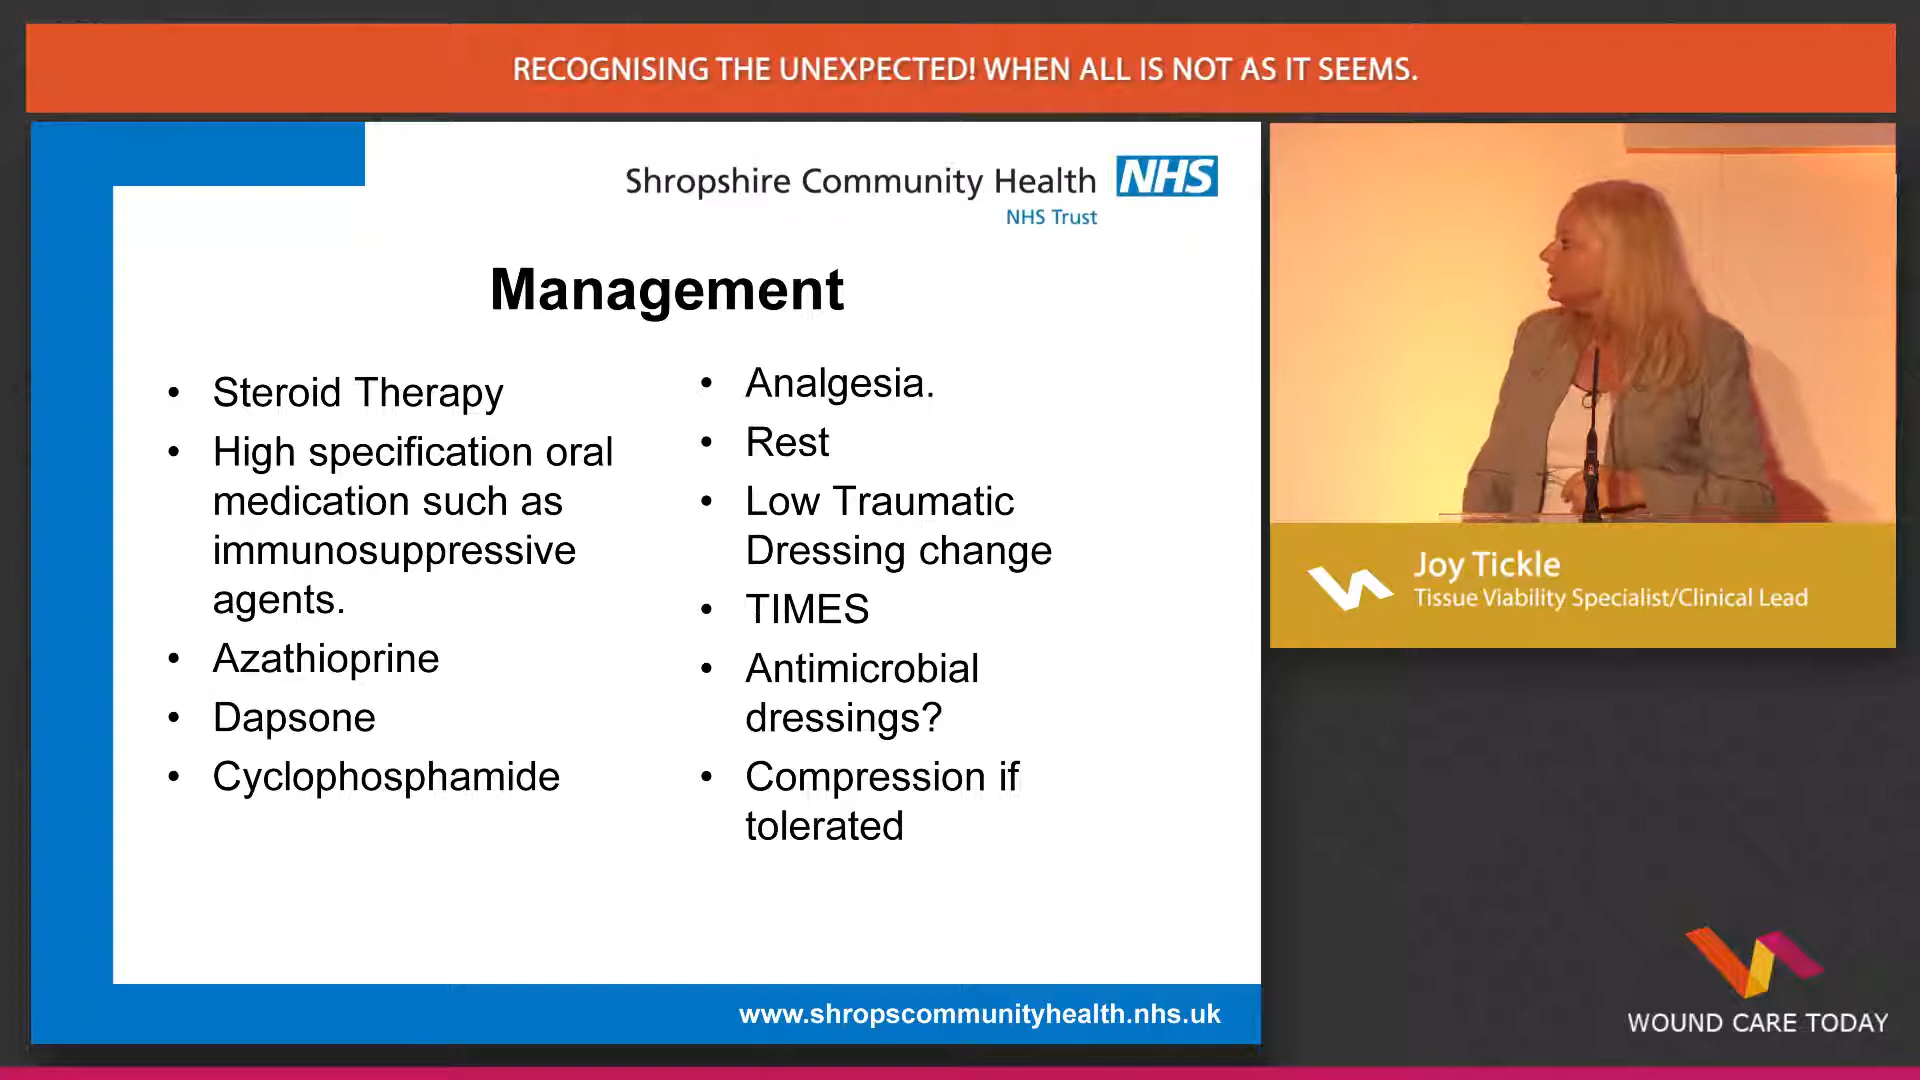 RECOGNISING THE UNEXPECTED! WHEN ALL IS NOT AS IT SEEMS.
Shropshire Community Health NHS
NHS Trust
Management
• Steroid Therapy
• High specification oral
medication such as
immunosuppressive
agents.
• Azathioprine
• Dapsone
• Cyclophosphamide
• Analgesia.
• Rest
• Low Traumatic
Dressing change
• TIMES
• Antimicrobial
dressings?
• Compression if
tolerated
www.shropscommunityhealth.nhs.uk
Joy Tickle
Tissue Viability Specialist/Clinical Lead
WOUND CARE TODAY